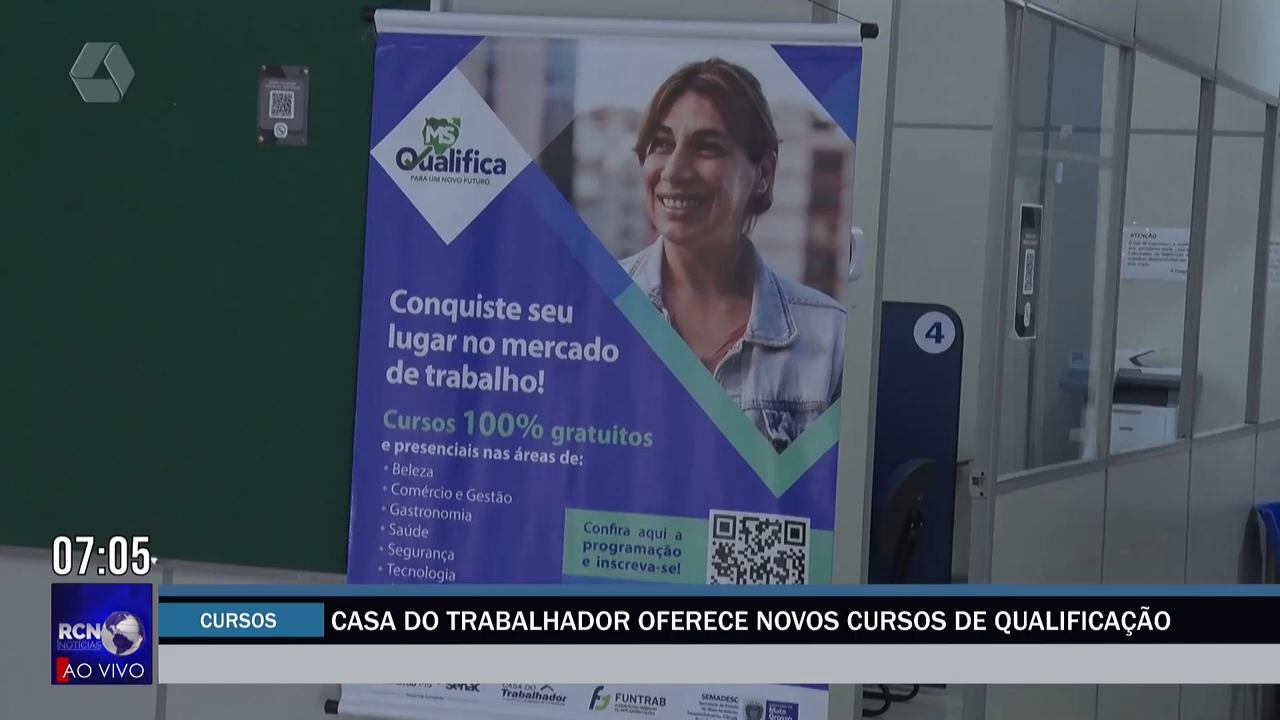 MS
Qualifica
PARA UM NOVO FUTURO
Conquiste seu
lugar no mercado
de trabalho!
Cursos 100% gratuitos
e presenciais nas áreas de:
• Beleza
• Comércio e Gestão
• Gastronomia
• Saúde
• Segurança
• Tecnologia
Confira aqui a
programação
e inscreva-se!
4
ATENÇÃO
07:05
RCN
NOTÍCIAS
AO VIVO
CURSOS
CASA DO TRABALHADOR OFERECE NOVOS CURSOS DE QUALIFICAÇÃO
Senac
CASA DO
Trabalhador
FUNTRAB
SEMADESC